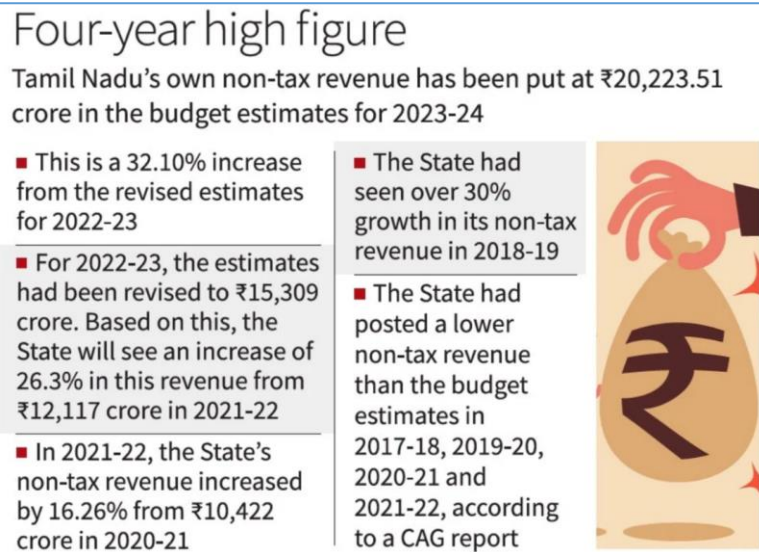 Four-year high figure
Tamil Nadu’s own non-tax revenue has been put at ₹20,223.51
crore in the budget estimates for 2023-24
■ This is a 32.10% increase
from the revised estimates
for 2022-23
■ For 2022-23, the estimates
had been revised to ₹15,309
crore. Based on this, the
State will see an increase of
26.3% in this revenue from
₹12,117 crore in 2021-22
■ In 2021-22, the State’s
non-tax revenue increased
by 16.26% from ₹10,422
crore in 2020-21
■ The State had
seen over 30%
growth in its non-tax
revenue in 2018-19
■ The State had
posted a lower
non-tax revenue
than the budget
estimates in
2017-18, 2019-20,
2020-21 and
2021-22, according
to a CAG report
₹